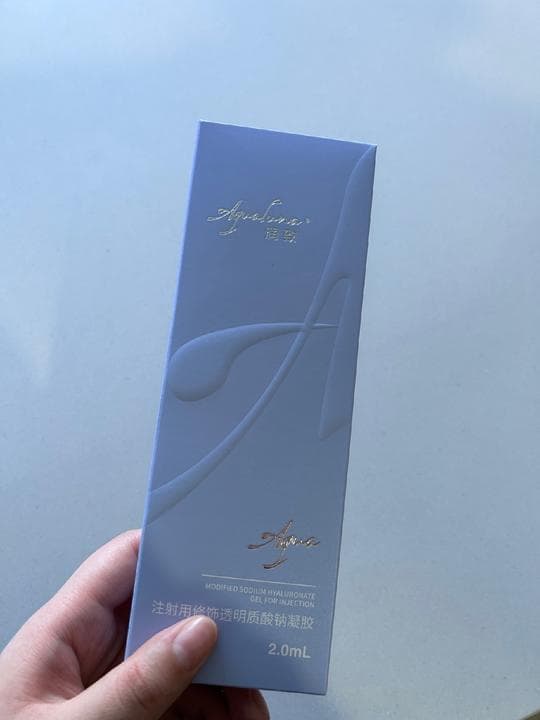 Aqualuna®
润致
Aqua
MODIFIED SODIUM HYALURONATE
GEL FOR INJECTION
注射用修饰透明质酸钠凝胶
2.0mL